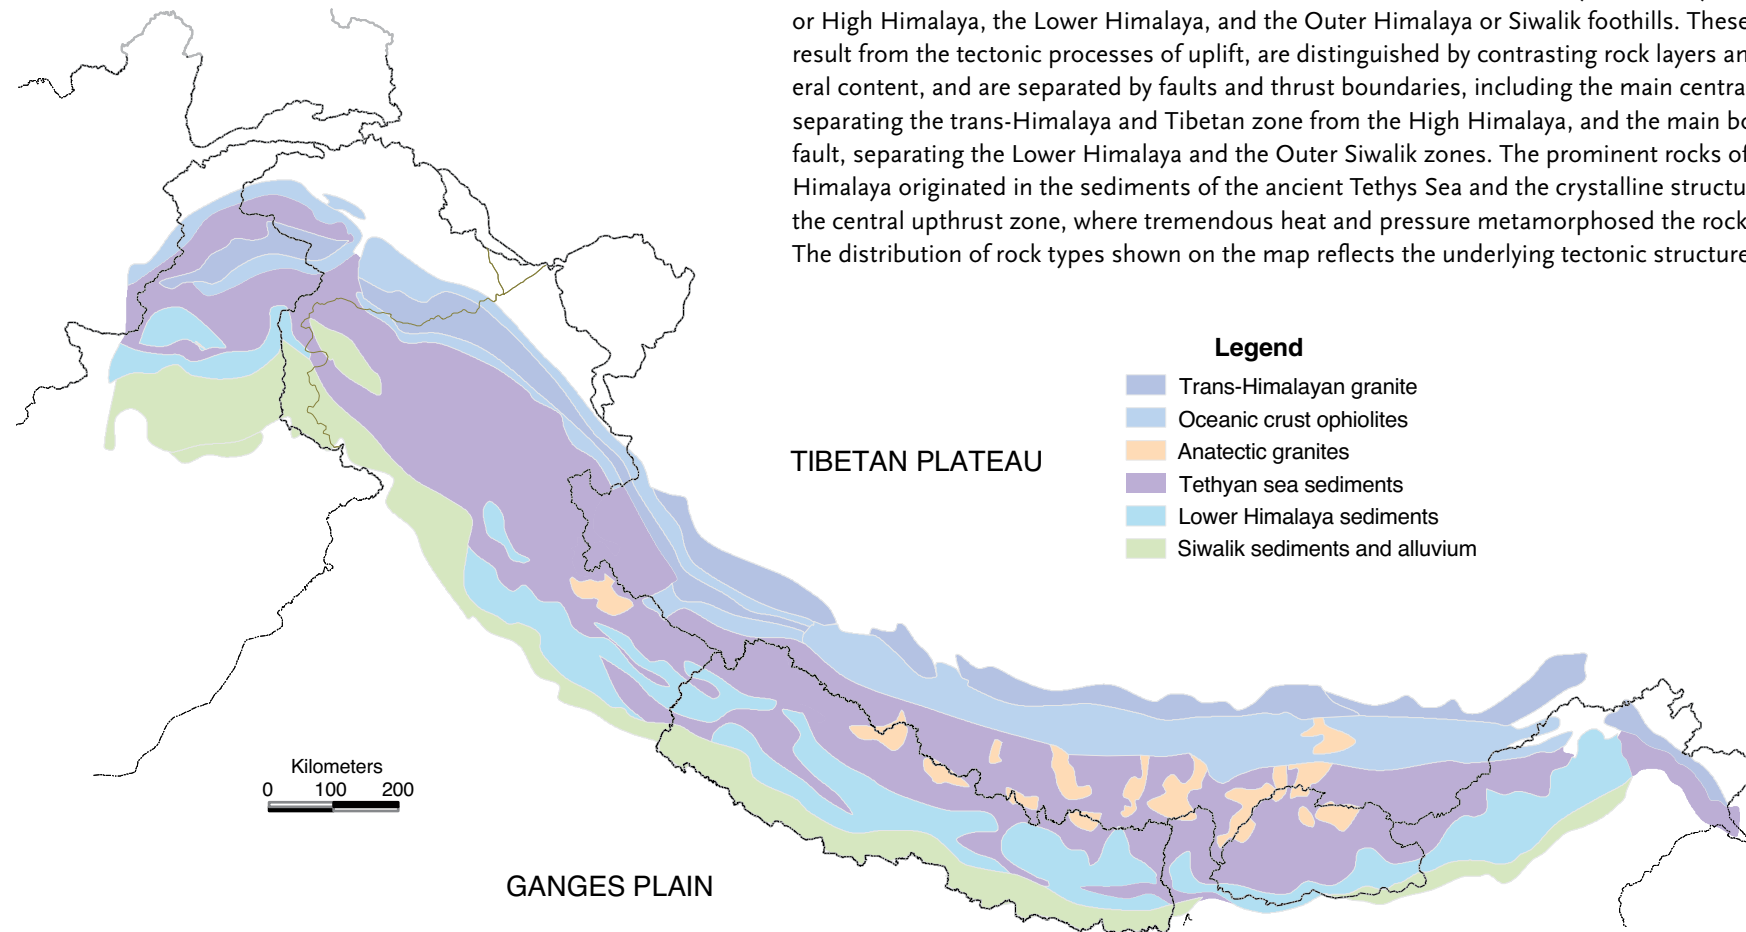 or High Himalaya, the Lower Himalaya, and the Outer Himalaya or Siwalik foothills. These
result from the tectonic processes of uplift, are distinguished by contrasting rock layers an
eral content, and are separated by faults and thrust boundaries, including the main centra
separating the trans-Himalaya and Tibetan zone from the High Himalaya, and the main bo
fault, separating the Lower Himalaya and the Outer Siwalik zones. The prominent rocks of
Himalaya originated in the sediments of the ancient Tethys Sea and the crystalline structu
the central upthrust zone, where tremendous heat and pressure metamorphosed the rock
The distribution of rock types shown on the map reflects the underlying tectonic structure
Legend
Trans-Himalayan granite
Oceanic crust ophiolites
Anatectic granites
Tethyan sea sediments
Lower Himalaya sediments
Siwalik sediments and alluvium
TIBETAN PLATEAU
Kilometers
0 100 200
GANGES PLAIN